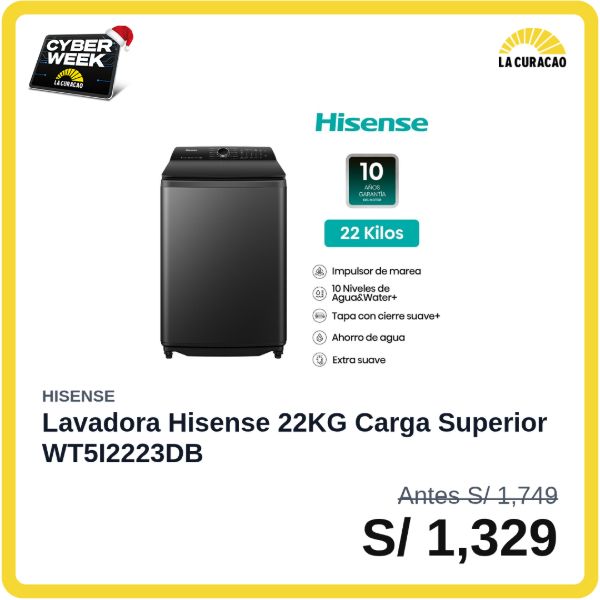 CYBER
WEEK
LA CURACAO
LA CURACAO
Hisense
10
AÑOS
GARANTÍA
22 Kilos
Impulsor de marea
10 Niveles de
Agua&Water+
Tapa con cierre suave+
Ahorro de agua
Extra suave
HISENSE
Lavadora Hisense 22KG Carga Superior
WT5I2223DB
Antes S/ 1,749
S/ 1,329